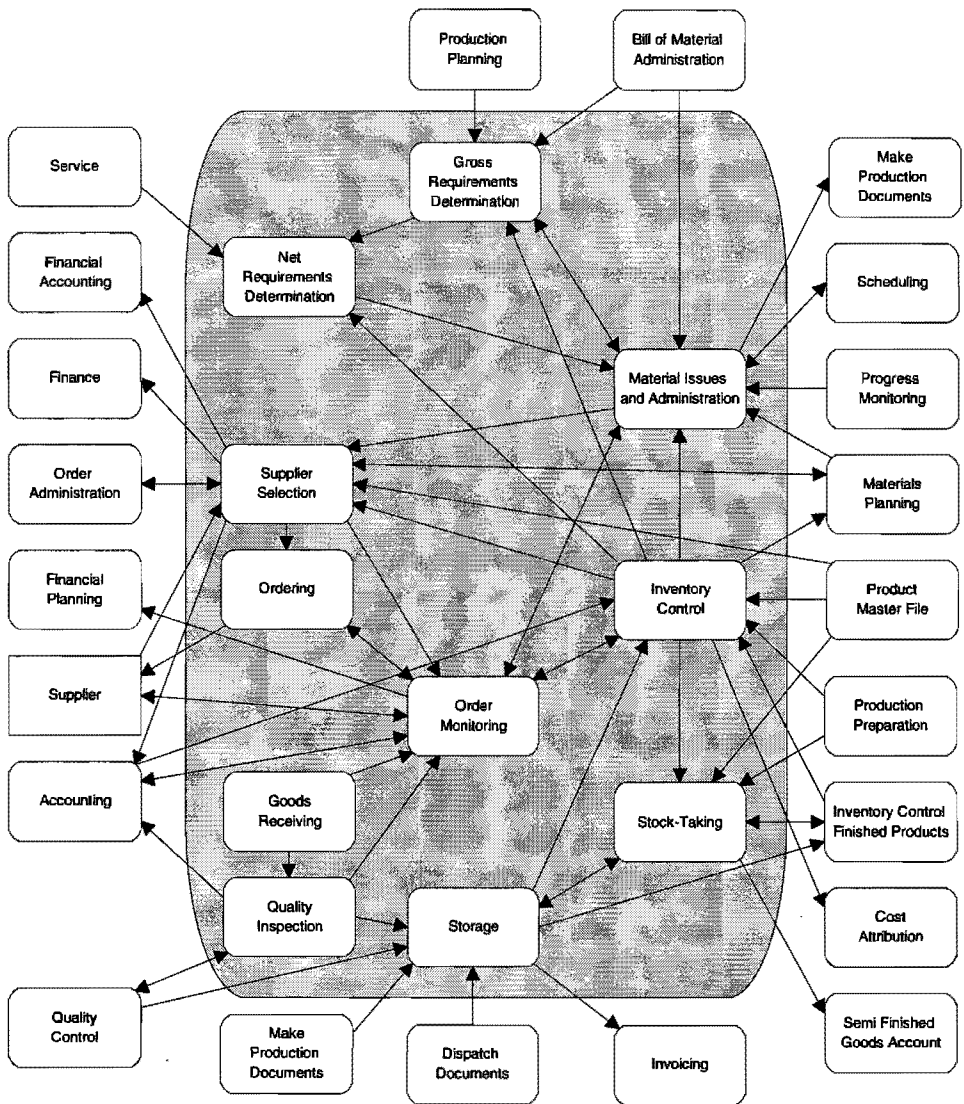 Production
Planning
Bill of Material
Administration
Service
Gross
Requirements
Determination
Make
Production
Documents
Financial
Accounting
Net
Requirements
Determination
Scheduling
Finance
Material Issues
and Administration
Progress
Monitoring
Order
Administration
Supplier
Selection
Materials
Planning
Financial
Planning
Ordering
Inventory
Control
Product
Master File
Supplier
Order
Monitoring
Production
Preparation
Accounting
Goods
Receiving
Stock-Taking
Inventory Control
Finished Products
Quality
Inspection
Storage
Cost
Attribution
Quality
Control
Make
Production
Documents
Dispatch
Documents
Invoicing
Semi Finished
Goods Account